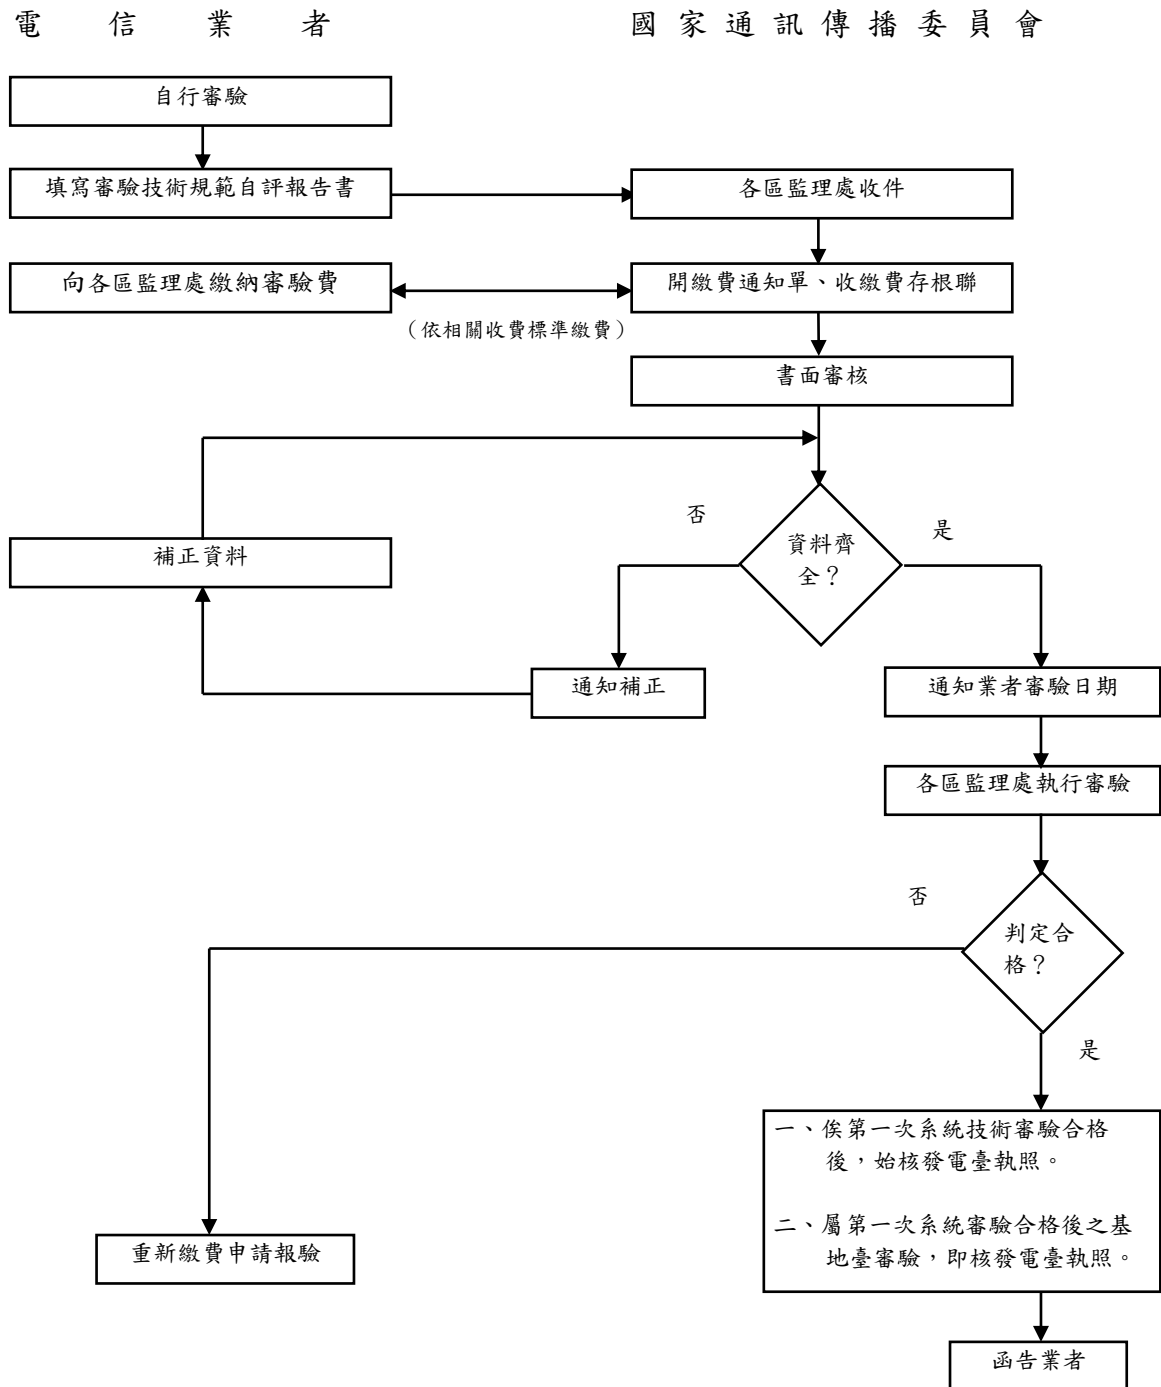 電信業者
國家通訊傳播委員會
自行審驗
填寫審驗技術規範自評報告書
各區監理處收件
向各區監理處繳納審驗費
開繳費通知單、收繳費存根聯
（依相關收費標準繳費）
書面審核
否
是
資料齊
全？
補正資料
通知補正
通知業者審驗日期
各區監理處執行審驗
否
判定合
格？
是
一、俟第一次系統技術審驗合格
後，始核發電臺執照。
二、屬第一次系統審驗合格後之基
地臺審驗，即核發電臺執照。
重新繳費申請報驗
函告業者